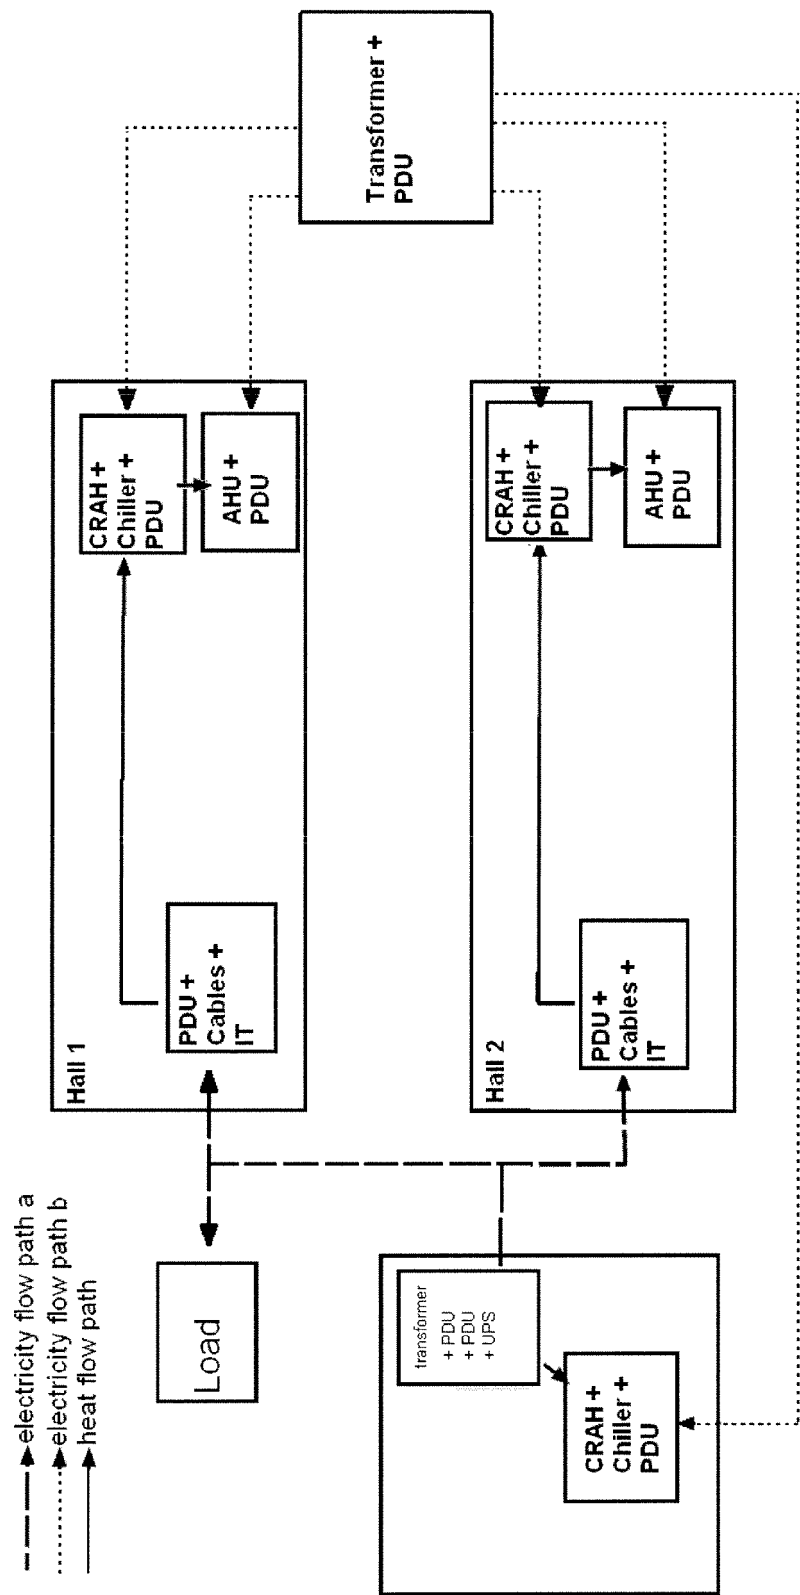 electricity flow path a
electricity flow path b
heat flow path
Load
transformer
+ PDU
+ PDU
+ UPS
CRAH +
Chiller +
PDU
Hall 1
PDU +
Cables +
IT
CRAH +
Chiller +
PDU
AHU +
PDU
Hall 2
PDU +
Cables +
IT
CRAH +
Chiller +
PDU
AHU +
PDU
Transformer +
PDU